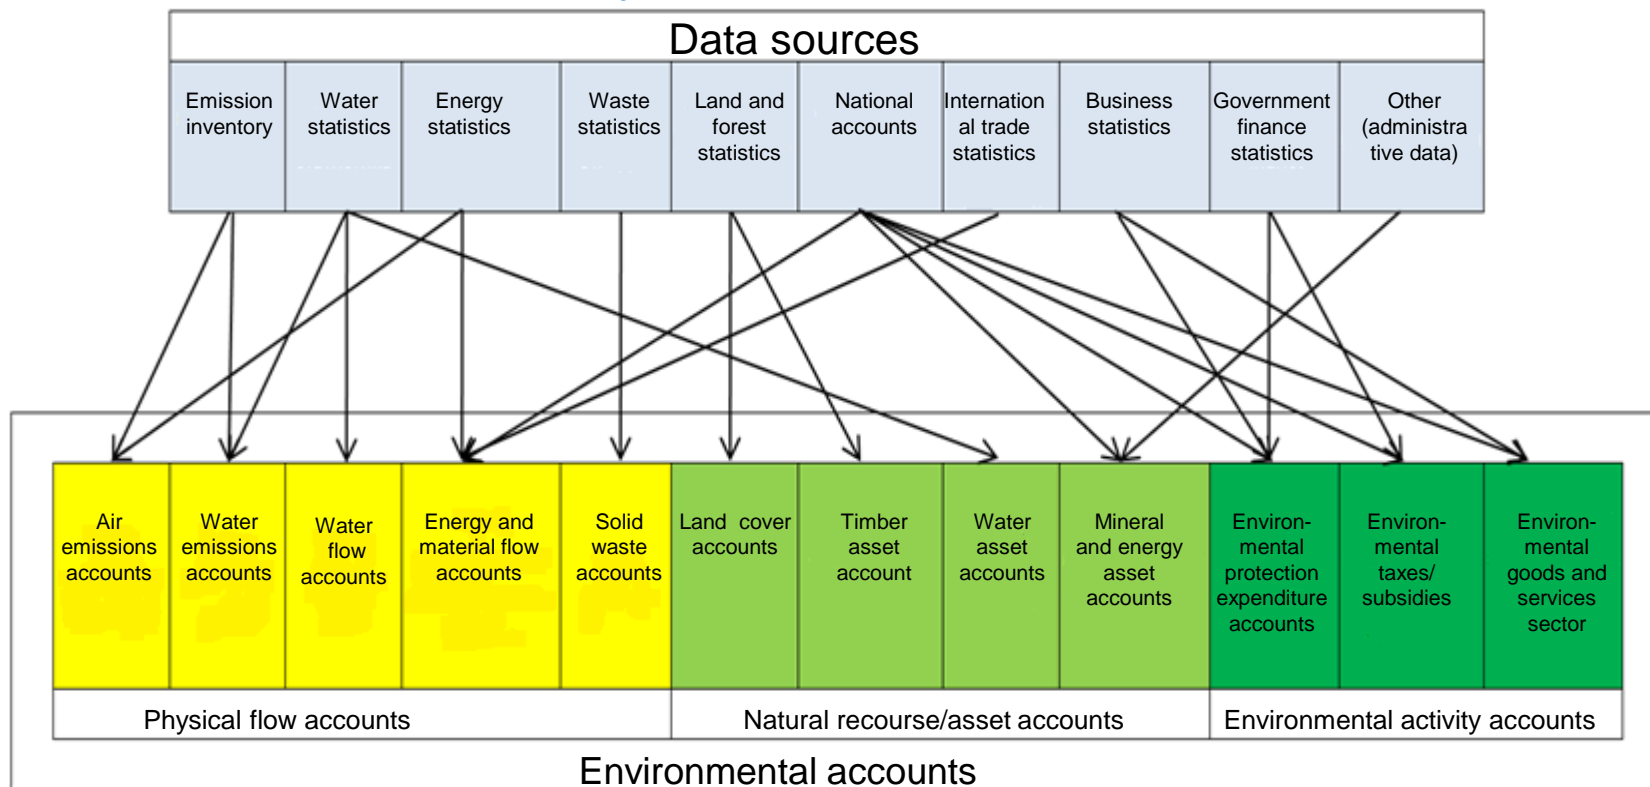 Data sources
Emission
inventory
Water
statistics
Energy
statistics
Waste
statistics
Land and
forest
statistics
National
accounts
Internation
al trade
statistics
Business
statistics
Government
finance
statistics
Other
(administra
tive data)
Air
emissions
accounts
Water
emissions
accounts
Water
flow
accounts
Energy and
material flow
accounts
Solid
waste
accounts
Land cover
accounts
Timber
asset
account
Water
asset
accounts
Mineral
and energy
asset
accounts
Environ-
mental
protection
expenditure
accounts
Environ-
mental
taxes/
subsidies
Environ-
mental
goods and
services
sector
Physical flow accounts
Natural recourse/asset accounts
Environmental activity accounts
Environmental accounts